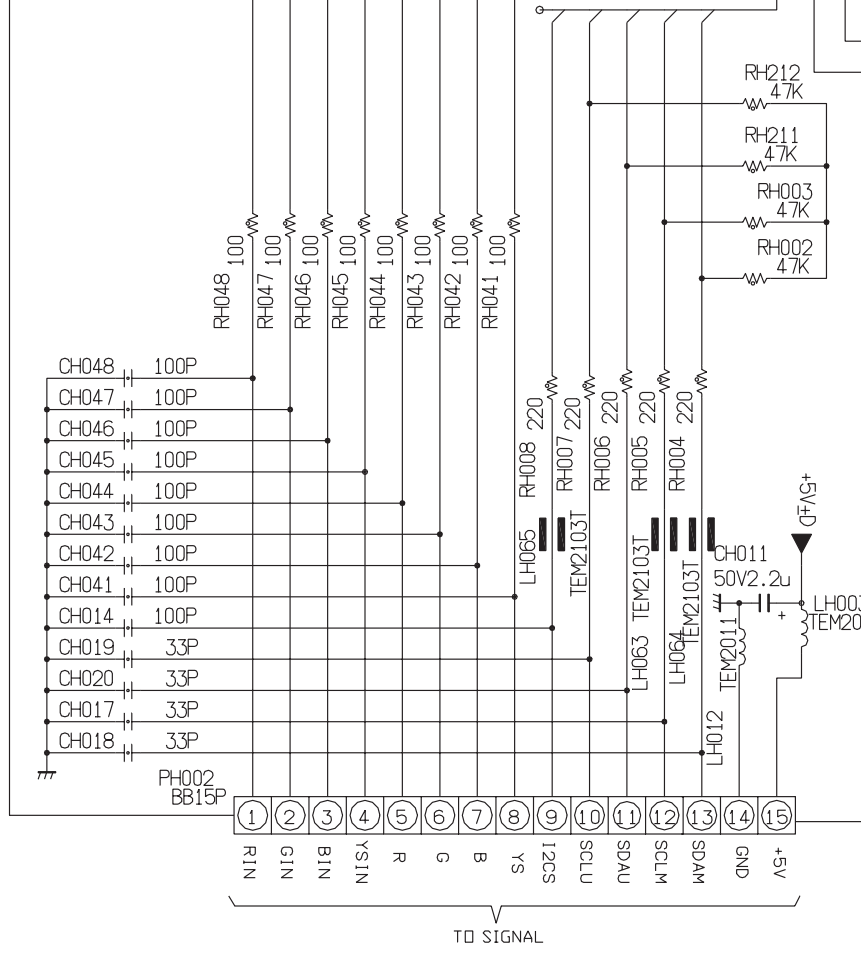 RH212
47K
RH211
47K
RH003
47K
RH002
47K
RH048 100
RH047 100
RH046 100
RH045 100
RH044 100
RH043 100
RH042 100
RH041 100
RH008 220
RH007 220
RH006 220
RH005 220
RH004 220
CH048 100P
CH047 100P
CH046 100P
CH045 100P
CH044 100P
CH043 100P
CH042 100P
CH041 100P
CH014 100P
CH019 33P
CH020 33P
CH017 33P
CH018 33P
LH065
TEM2103T
LH063
TEM2103T
LH064
TEM2103T
+5V±D
CH011
50V2.2u
+
LH003
TEM20
TEM2011
LH012
PH002
BB15P
1 2 3 4 5 6 7 8 9 10 11 12 13 14 15
RIN GIN BIN YSIN R G B YS I2CS SCLU SDAU SCLM SDAM GND +5V
TO SIGNAL